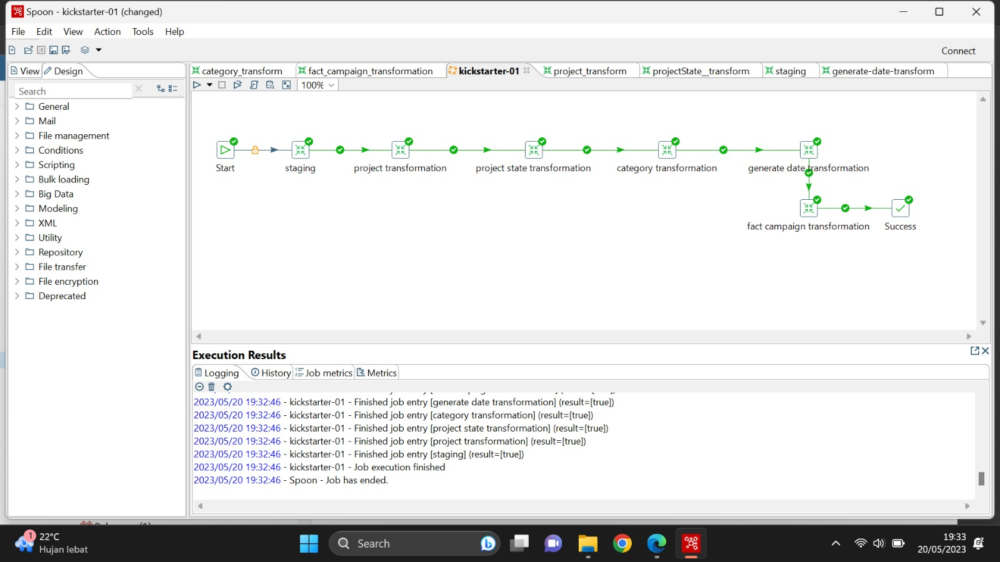 Spoon - kickstarter-01 (changed)
File Edit View Action Tools Help
Connect
View Design
Search
General
Mail
File management
Conditions
Scripting
Bulk loading
Big Data
Modeling
XML
Utility
Repository
File transfer
File encryption
Deprecated
category_transform fact_campaign_transformation kickstarter-01 project_transform projectState__transform staging generate-date-transform
100%
Start staging project transformation project state transformation category transformation generate date transformation
fact campaign transformation Success
Execution Results
Logging History Job metrics Metrics
2023/05/20 19:32:46 - kickstarter-01 - Finished job entry [generate date transformation] (result=[true])
2023/05/20 19:32:46 - kickstarter-01 - Finished job entry [category transformation] (result=[true])
2023/05/20 19:32:46 - kickstarter-01 - Finished job entry [project state transformation] (result=[true])
2023/05/20 19:32:46 - kickstarter-01 - Finished job entry [project transformation] (result=[true])
2023/05/20 19:32:46 - kickstarter-01 - Finished job entry [staging] (result=[true])
2023/05/20 19:32:46 - kickstarter-01 - Job execution finished
2023/05/20 19:32:46 - Spoon - Job has ended.
1
22°C
Hujan lebat
Search
19:33
20/05/2023